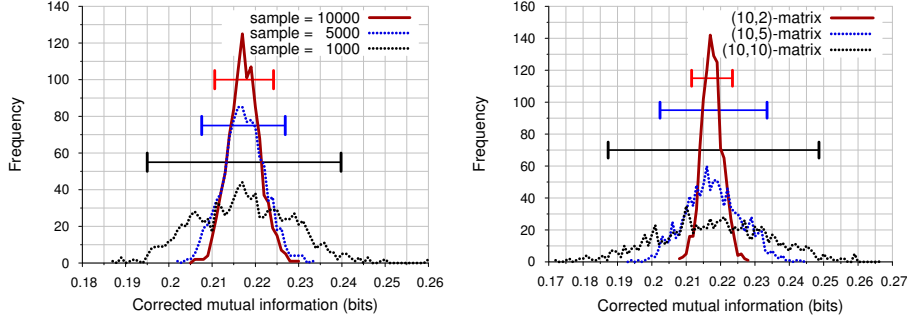 sample = 10000
sample = 5000
sample = 1000
Frequency
140
120
100
80
60
40
20
0
0.18 0.19 0.2 0.21 0.22 0.23 0.24 0.25 0.26
Corrected mutual information (bits)
(10,2)-matrix
(10,5)-matrix
(10,10)-matrix
Frequency
160
140
120
100
80
60
40
20
0
0.17 0.18 0.19 0.2 0.21 0.22 0.23 0.24 0.25 0.26 0.27
Corrected mutual information (bits)